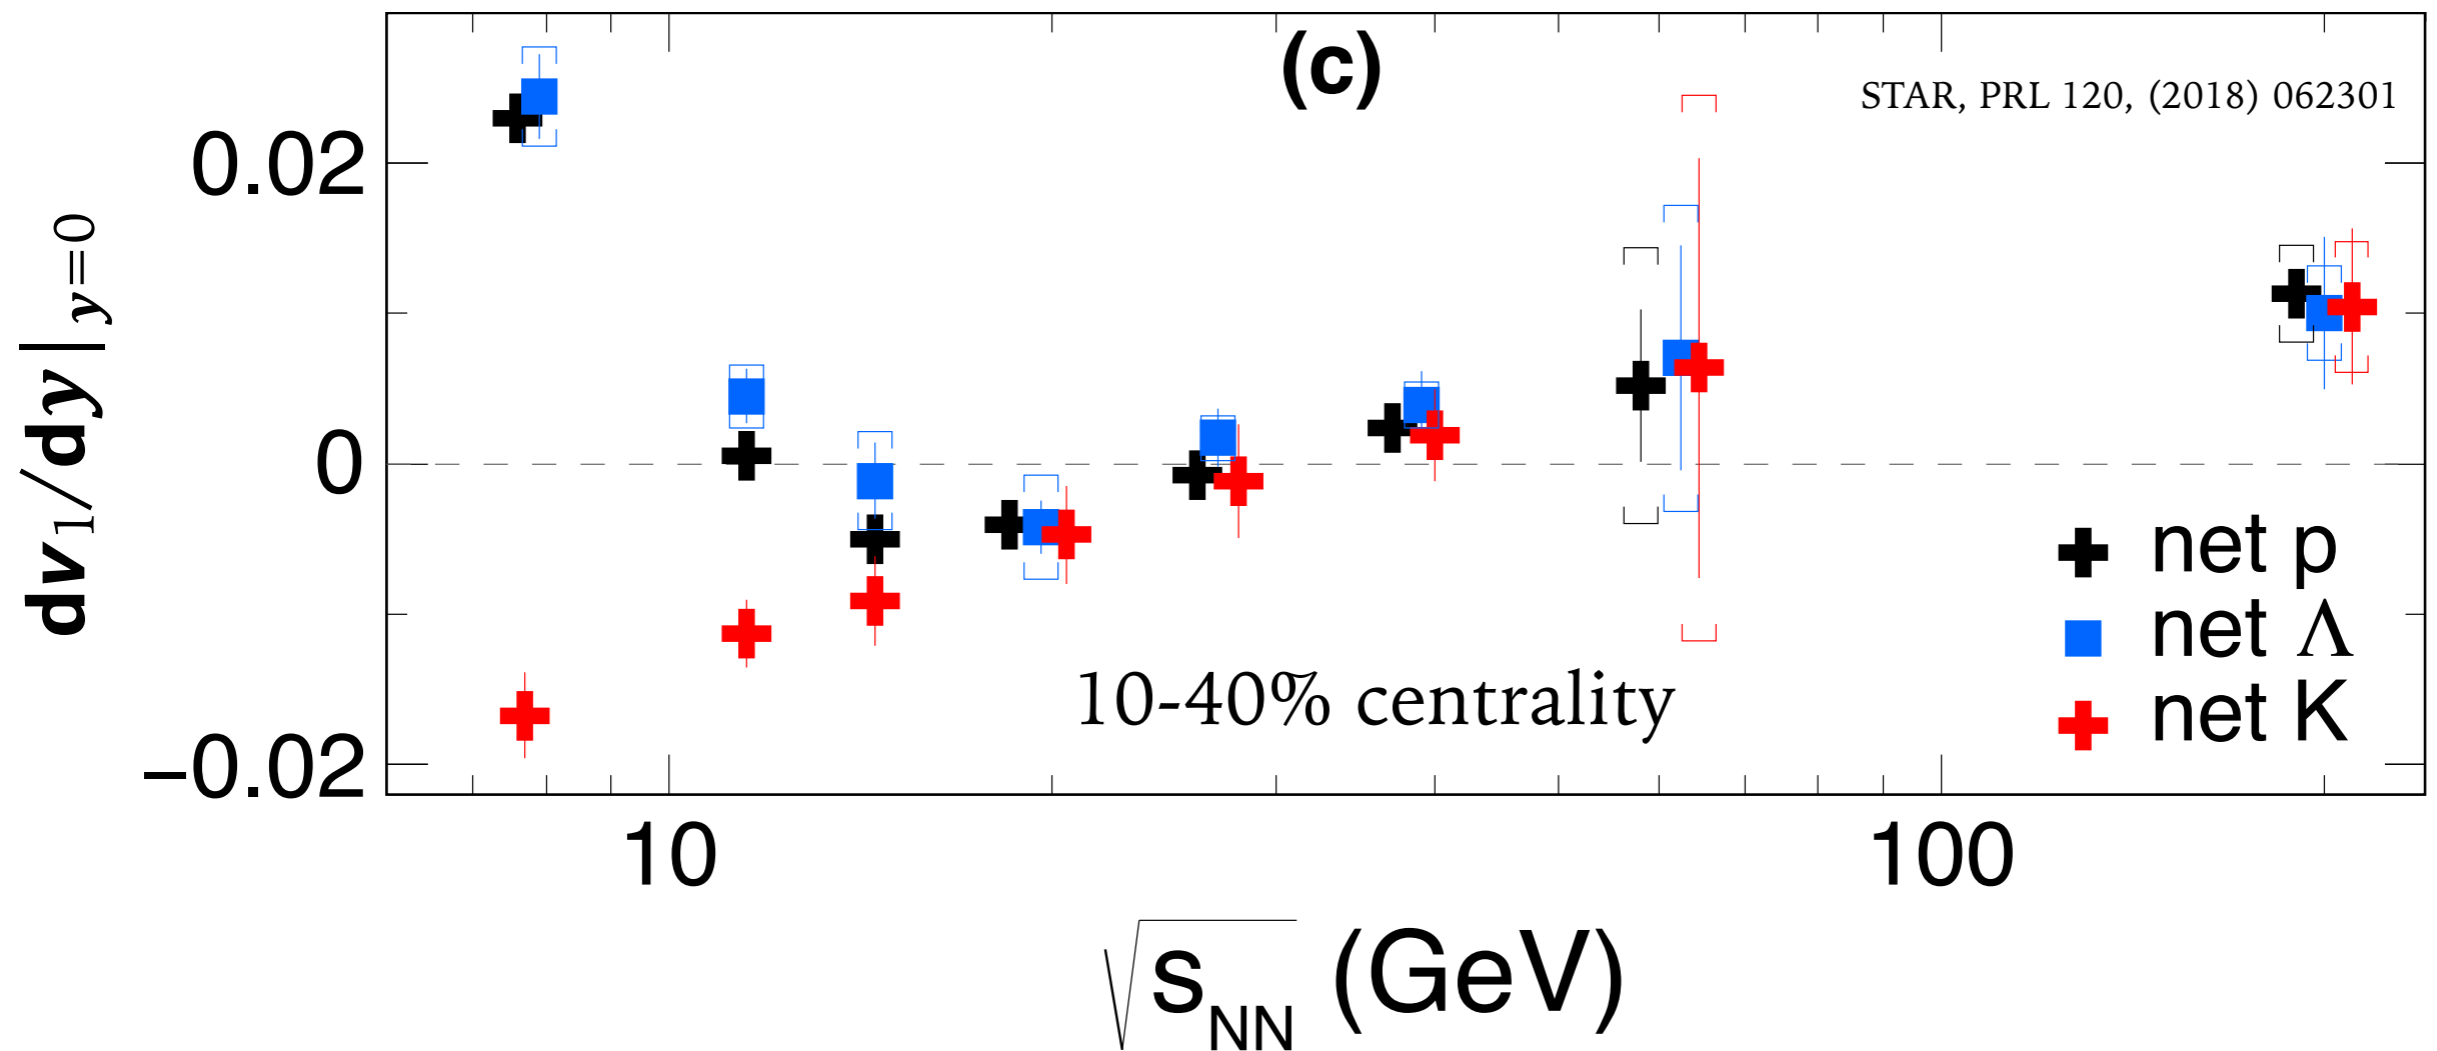 (c)
STAR, PRL 120, (2018) 062301
0.02
0
−0.02
dv₁/dy|y=0
net p
net Λ
net K
10-40% centrality
10
100
√sNN (GeV)